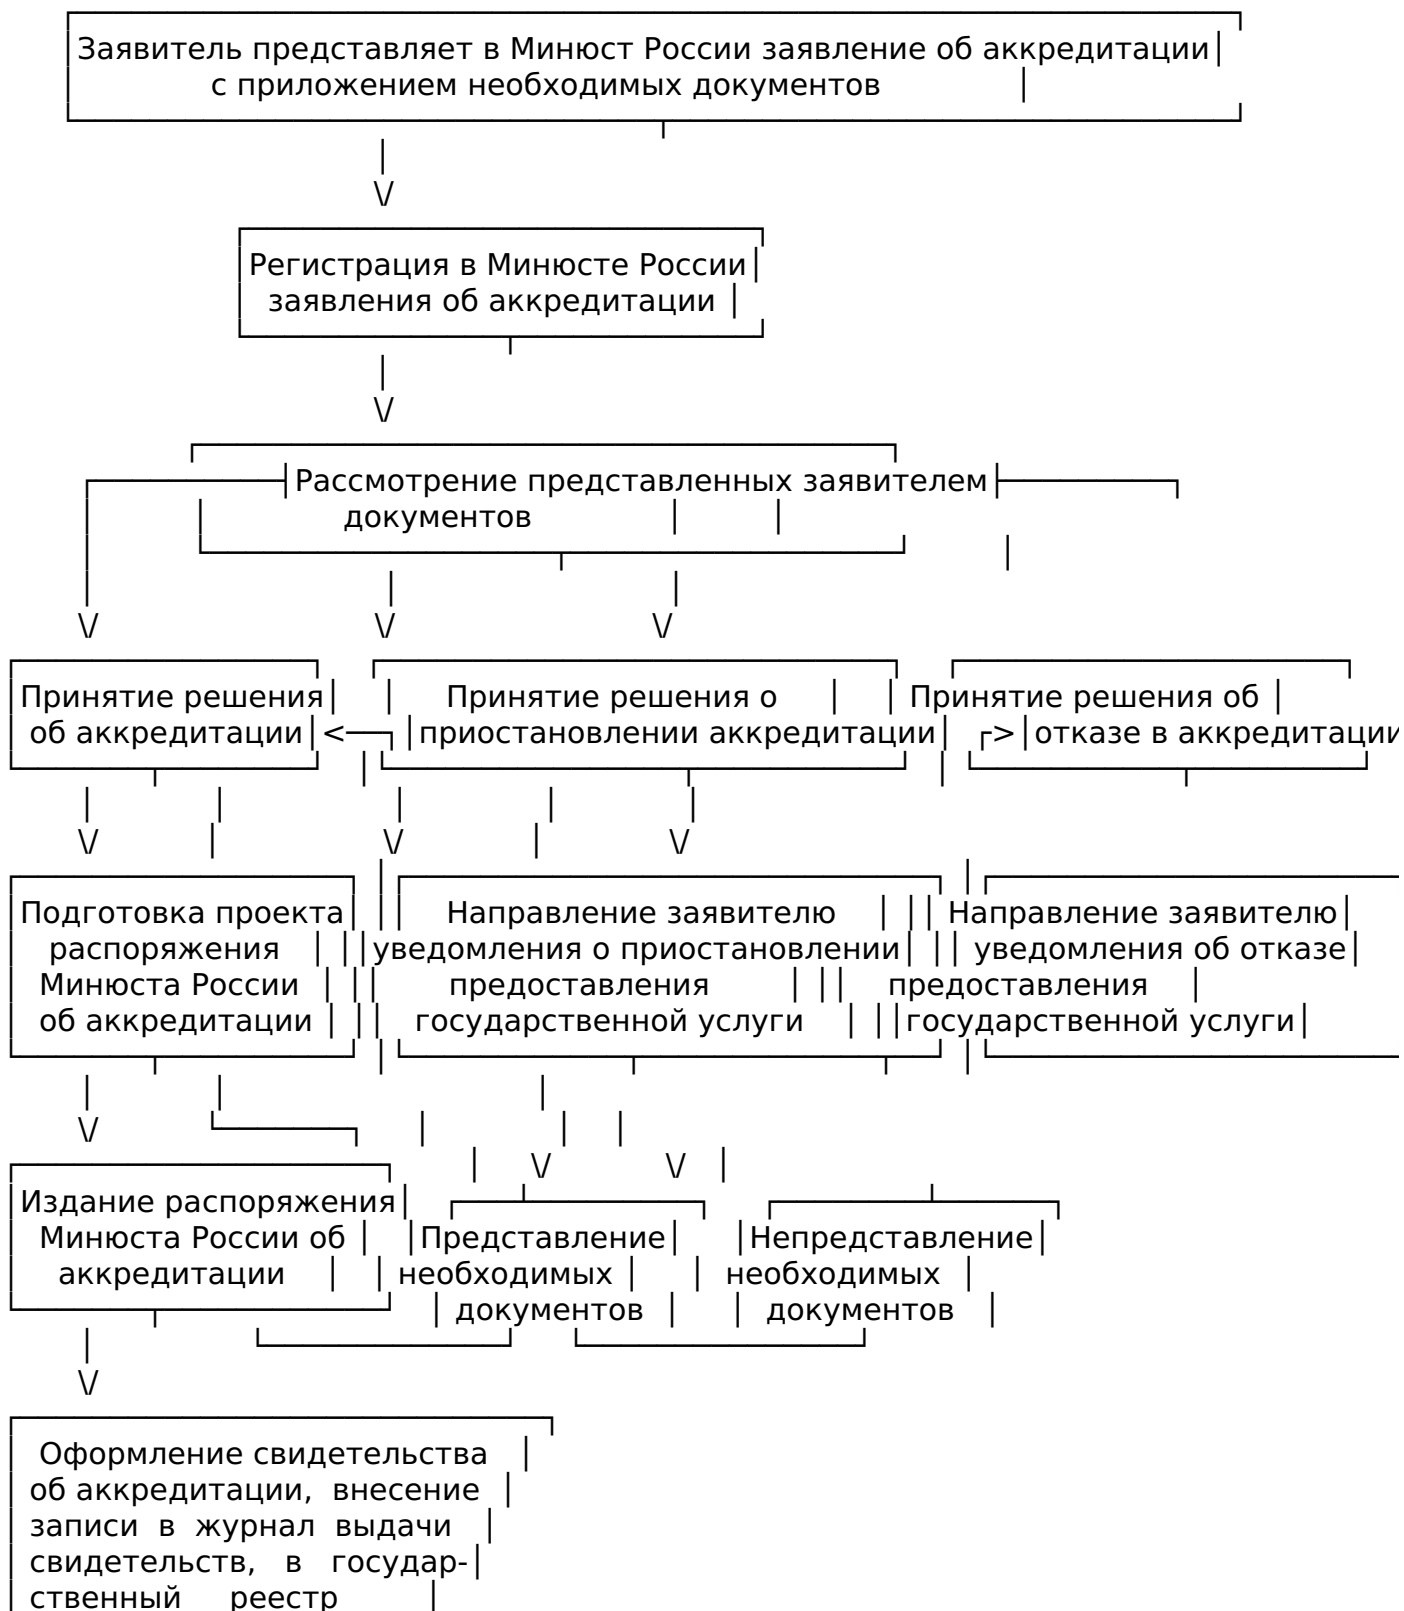 Заявитель представляет в Минюст России заявление об аккредитации
с приложением необходимых документов
Регистрация в Минюсте России
заявления об аккредитации
Рассмотрение представленных заявителем
документов
Принятие решения Принятие решения о Принятие решения об
об аккредитации < приостановлении аккредитации > отказе в аккредитации
Подготовка проекта Направление заявителю Направление заявителю
распоряжения уведомления о приостановлении уведомления об отказе
Минюста России предоставления предоставления
об аккредитации государственной услуги государственной услуги
Издание распоряжения
Минюста России об Представление Непредставление
аккредитации необходимых необходимых
документов документов
Оформление свидетельства
об аккредитации, внесение
записи в журнал выдачи
свидетельств, в государ-
ственный реестр